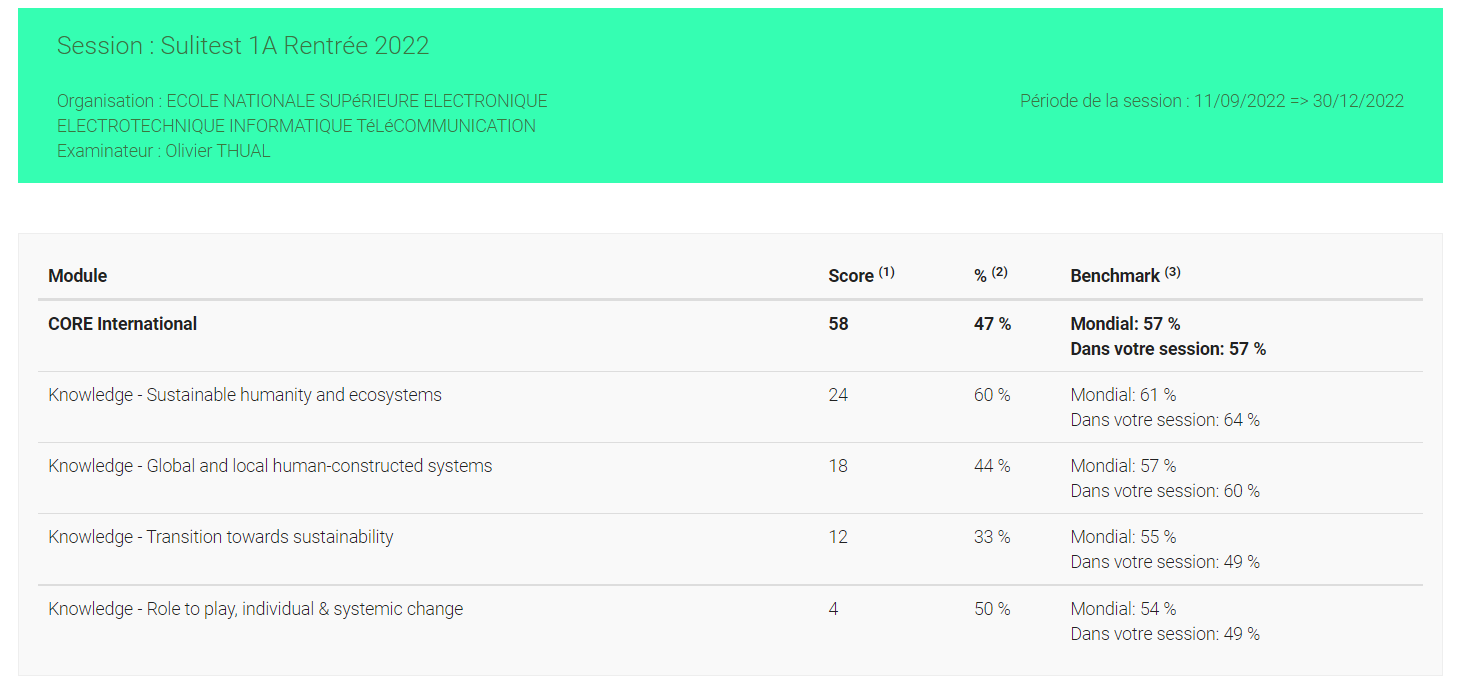 Session : Sulitest 1A Rentrée 2022
Organisation : ECOLE NATIONALE SUPéRIEURE ELECTRONIQUE
ELECTROTECHNIQUE INFORMATIQUE TéLéCOMMUNICATION
Examinateur : Olivier THUAL
Période de la session : 11/09/2022 => 30/12/2022
Module Score (1) % (2) Benchmark (3)
CORE International 58 47 % Mondial: 57 %
Dans votre session: 57 %
Knowledge - Sustainable humanity and ecosystems 24 60 % Mondial: 61 %
Dans votre session: 64 %
Knowledge - Global and local human-constructed systems 18 44 % Mondial: 57 %
Dans votre session: 60 %
Knowledge - Transition towards sustainability 12 33 % Mondial: 55 %
Dans votre session: 49 %
Knowledge - Role to play, individual & systemic change 4 50 % Mondial: 54 %
Dans votre session: 49 %